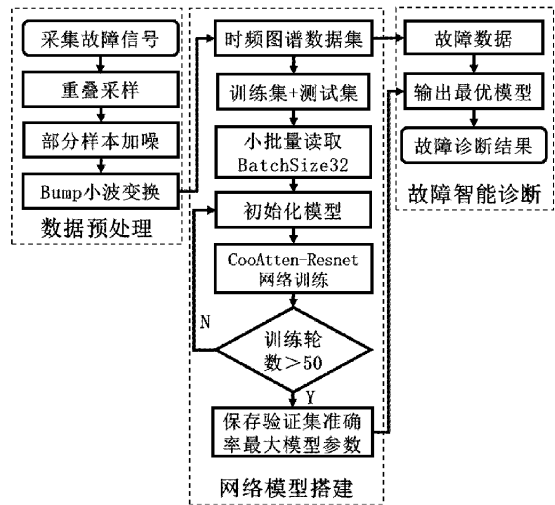 采集故障信号
重叠采样
部分样本加噪
Bump小波变换
数据预处理
时频图谱数据集
训练集+测试集
小批量读取
BatchSize32
初始化模型
CooAtten-Resnet
网络训练
训练轮
数>50
N
Y
保存验证集准确
率最大模型参数
网络模型搭建
故障数据
输出最优模型
故障诊断结果
故障智能诊断